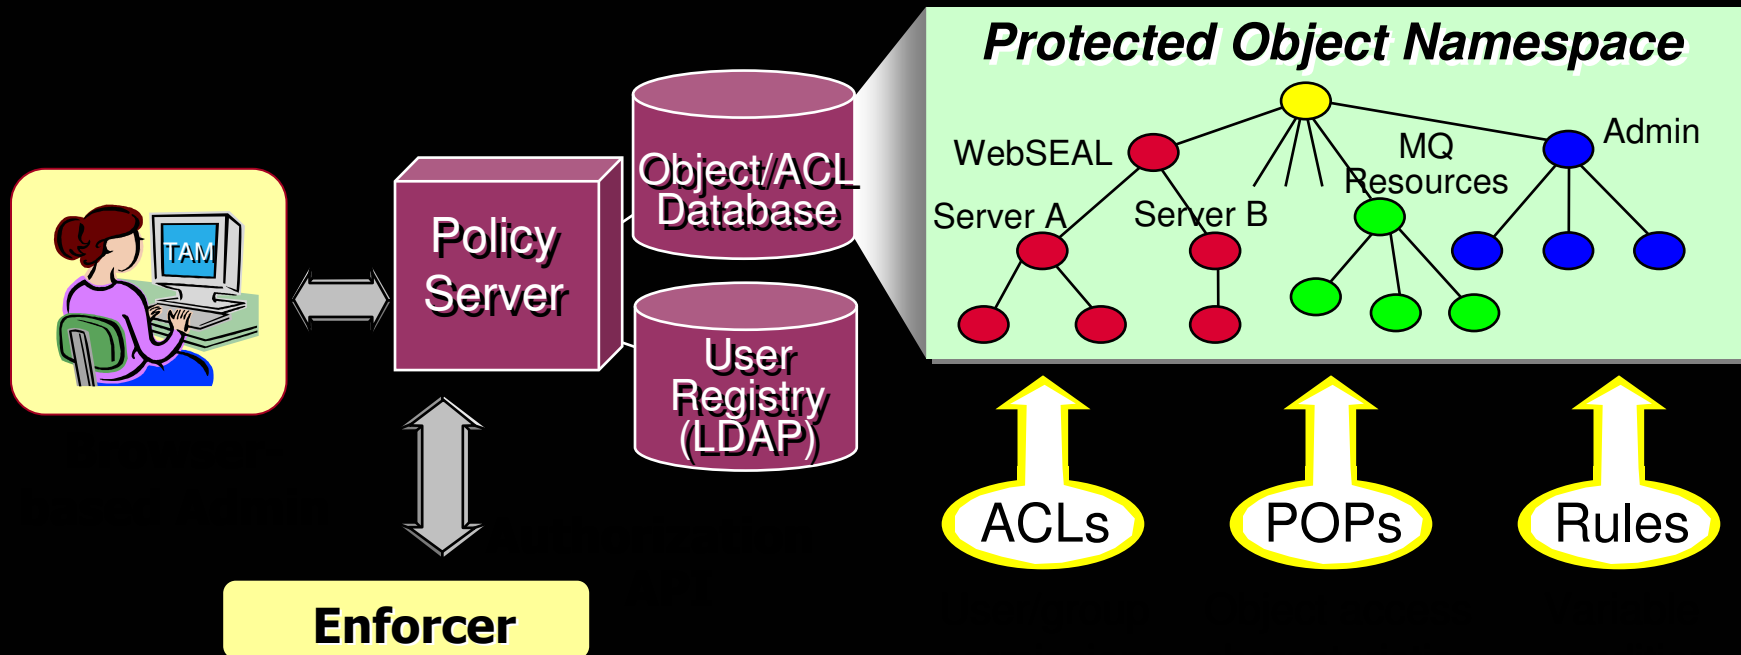 Protected Object Namespace
WebSEAL
MQ
Resources
Admin
Server A
Server B
TAM
Policy
Server
Object/ACL
Database
User
Registry
(LDAP)
ACLs
POPs
Rules
Enforcer